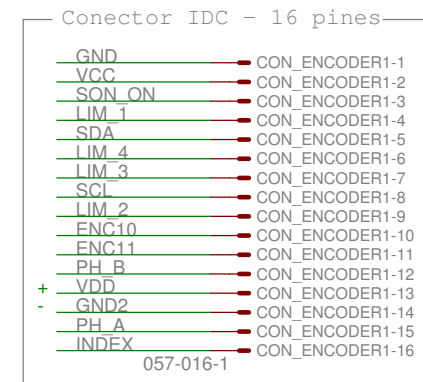 Conector IDC - 16 pines
GND CON_ENCODER1-1
VCC CON_ENCODER1-2
SON_ON CON_ENCODER1-3
LIM_1 CON_ENCODER1-4
SDA CON_ENCODER1-5
LIM_4 CON_ENCODER1-6
LIM_3 CON_ENCODER1-7
SCL CON_ENCODER1-8
LIM_2 CON_ENCODER1-9
ENC10 CON_ENCODER1-10
ENC11 CON_ENCODER1-11
PH_B CON_ENCODER1-12
+ VDD CON_ENCODER1-13
- GND2 CON_ENCODER1-14
PH_A CON_ENCODER1-15
INDEX CON_ENCODER1-16
057-016-1